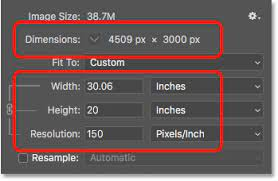 Image Size: 38.7M
Dimensions: 4509 px × 3000 px
Fit To: Custom
Width: 30.06 Inches
Height: 20 Inches
Resolution: 150 Pixels/Inch
Resample: Automatic